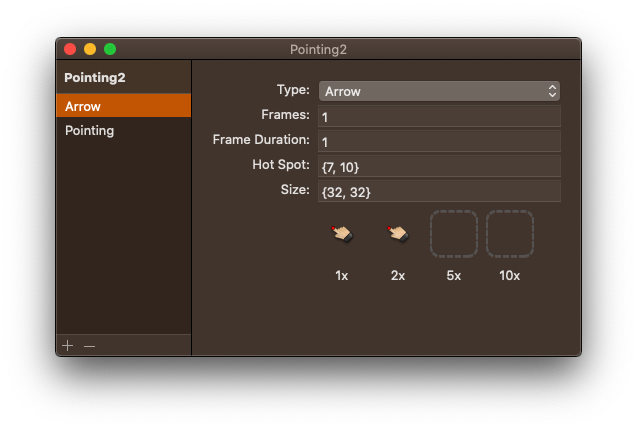 Pointing2
Pointing2
Arrow
Pointing
Type: Arrow
Frames: 1
Frame Duration: 1
Hot Spot: {7, 10}
Size: {32, 32}
1x 2x 5x 10x